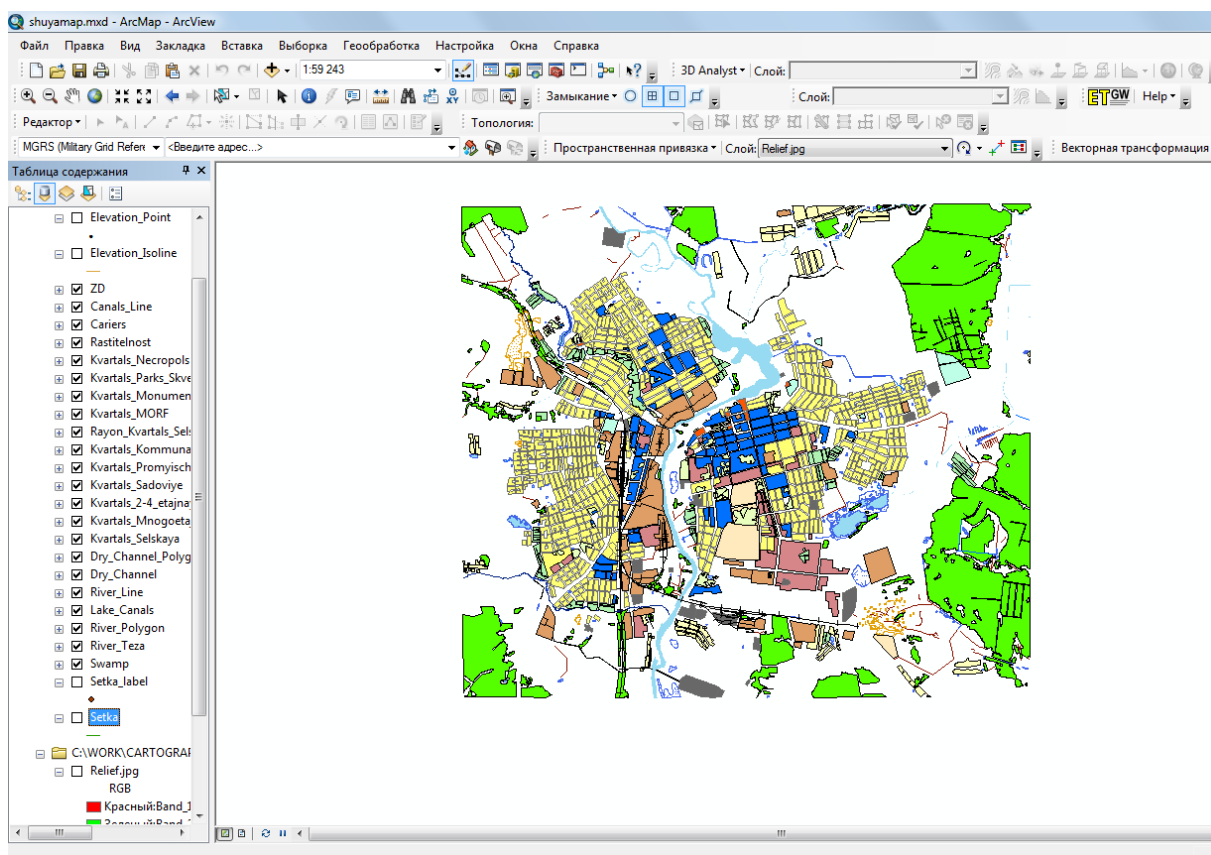 shuyamap.mxd - ArcMap - ArcView
Файл Правка Вид Закладка Вставка Выборка Геообработка Настройка Окна Справка
1:59 243 3D Analyst Слой:
Замыкание Слой: ET GW Help
Редактор Топология:
MGRS (Military Grid Refere <Введите адрес...> Пространственная привязка Слой: Relief.jpg Векторная трансформация
Таблица содержания
Elevation_Point
Elevation_Isoline
ZD
Canals_Line
Cariers
Rastitelnost
Kvartals_Necropols
Kvartals_Parks_Skve
Kvartals_Monumen
Kvartals_MORF
Rayon_Kvartals_Sels
Kvartals_Kommuna
Kvartals_Promyisch
Kvartals_Sadoviye
Kvartals_2-4_etajna
Kvartals_Mnogoeta
Kvartals_Selskaya
Dry_Channel_Polyg
Dry_Channel
River_Line
Lake_Canals
River_Polygon
River_Teza
Swamp
Setka_label
Setka
C:\WORK\CARTOGRAF
Relief.jpg
RGB
Красный:Band_1